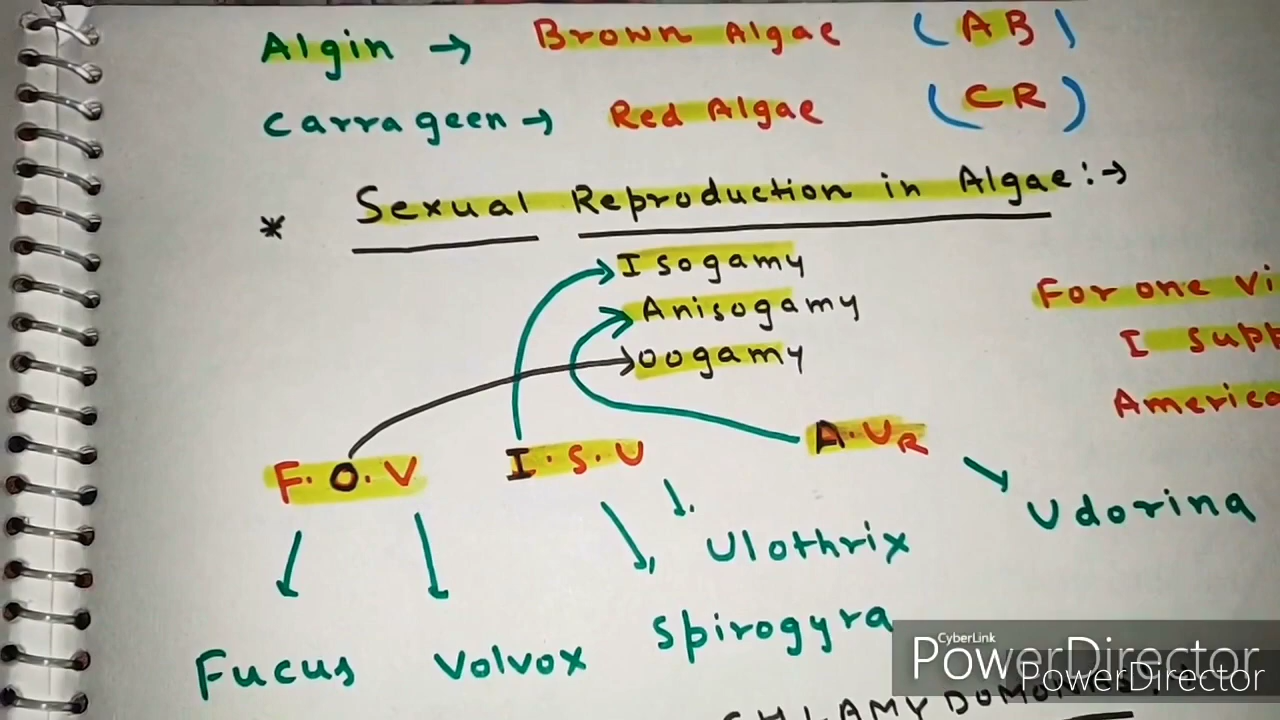 Algin → Brown Algae (AB)
Carrageen → Red Algae (CR)
* Sexual Reproduction in Algae:→
Isogamy
Anisogamy
Oogamy
For one Vi
I supp
America
F.O.V I.S.U A.UR
Udorina
Ulothrix
Spirogyra
Fucus Volvox
CyberLink
PowerDirector
PowerDirector